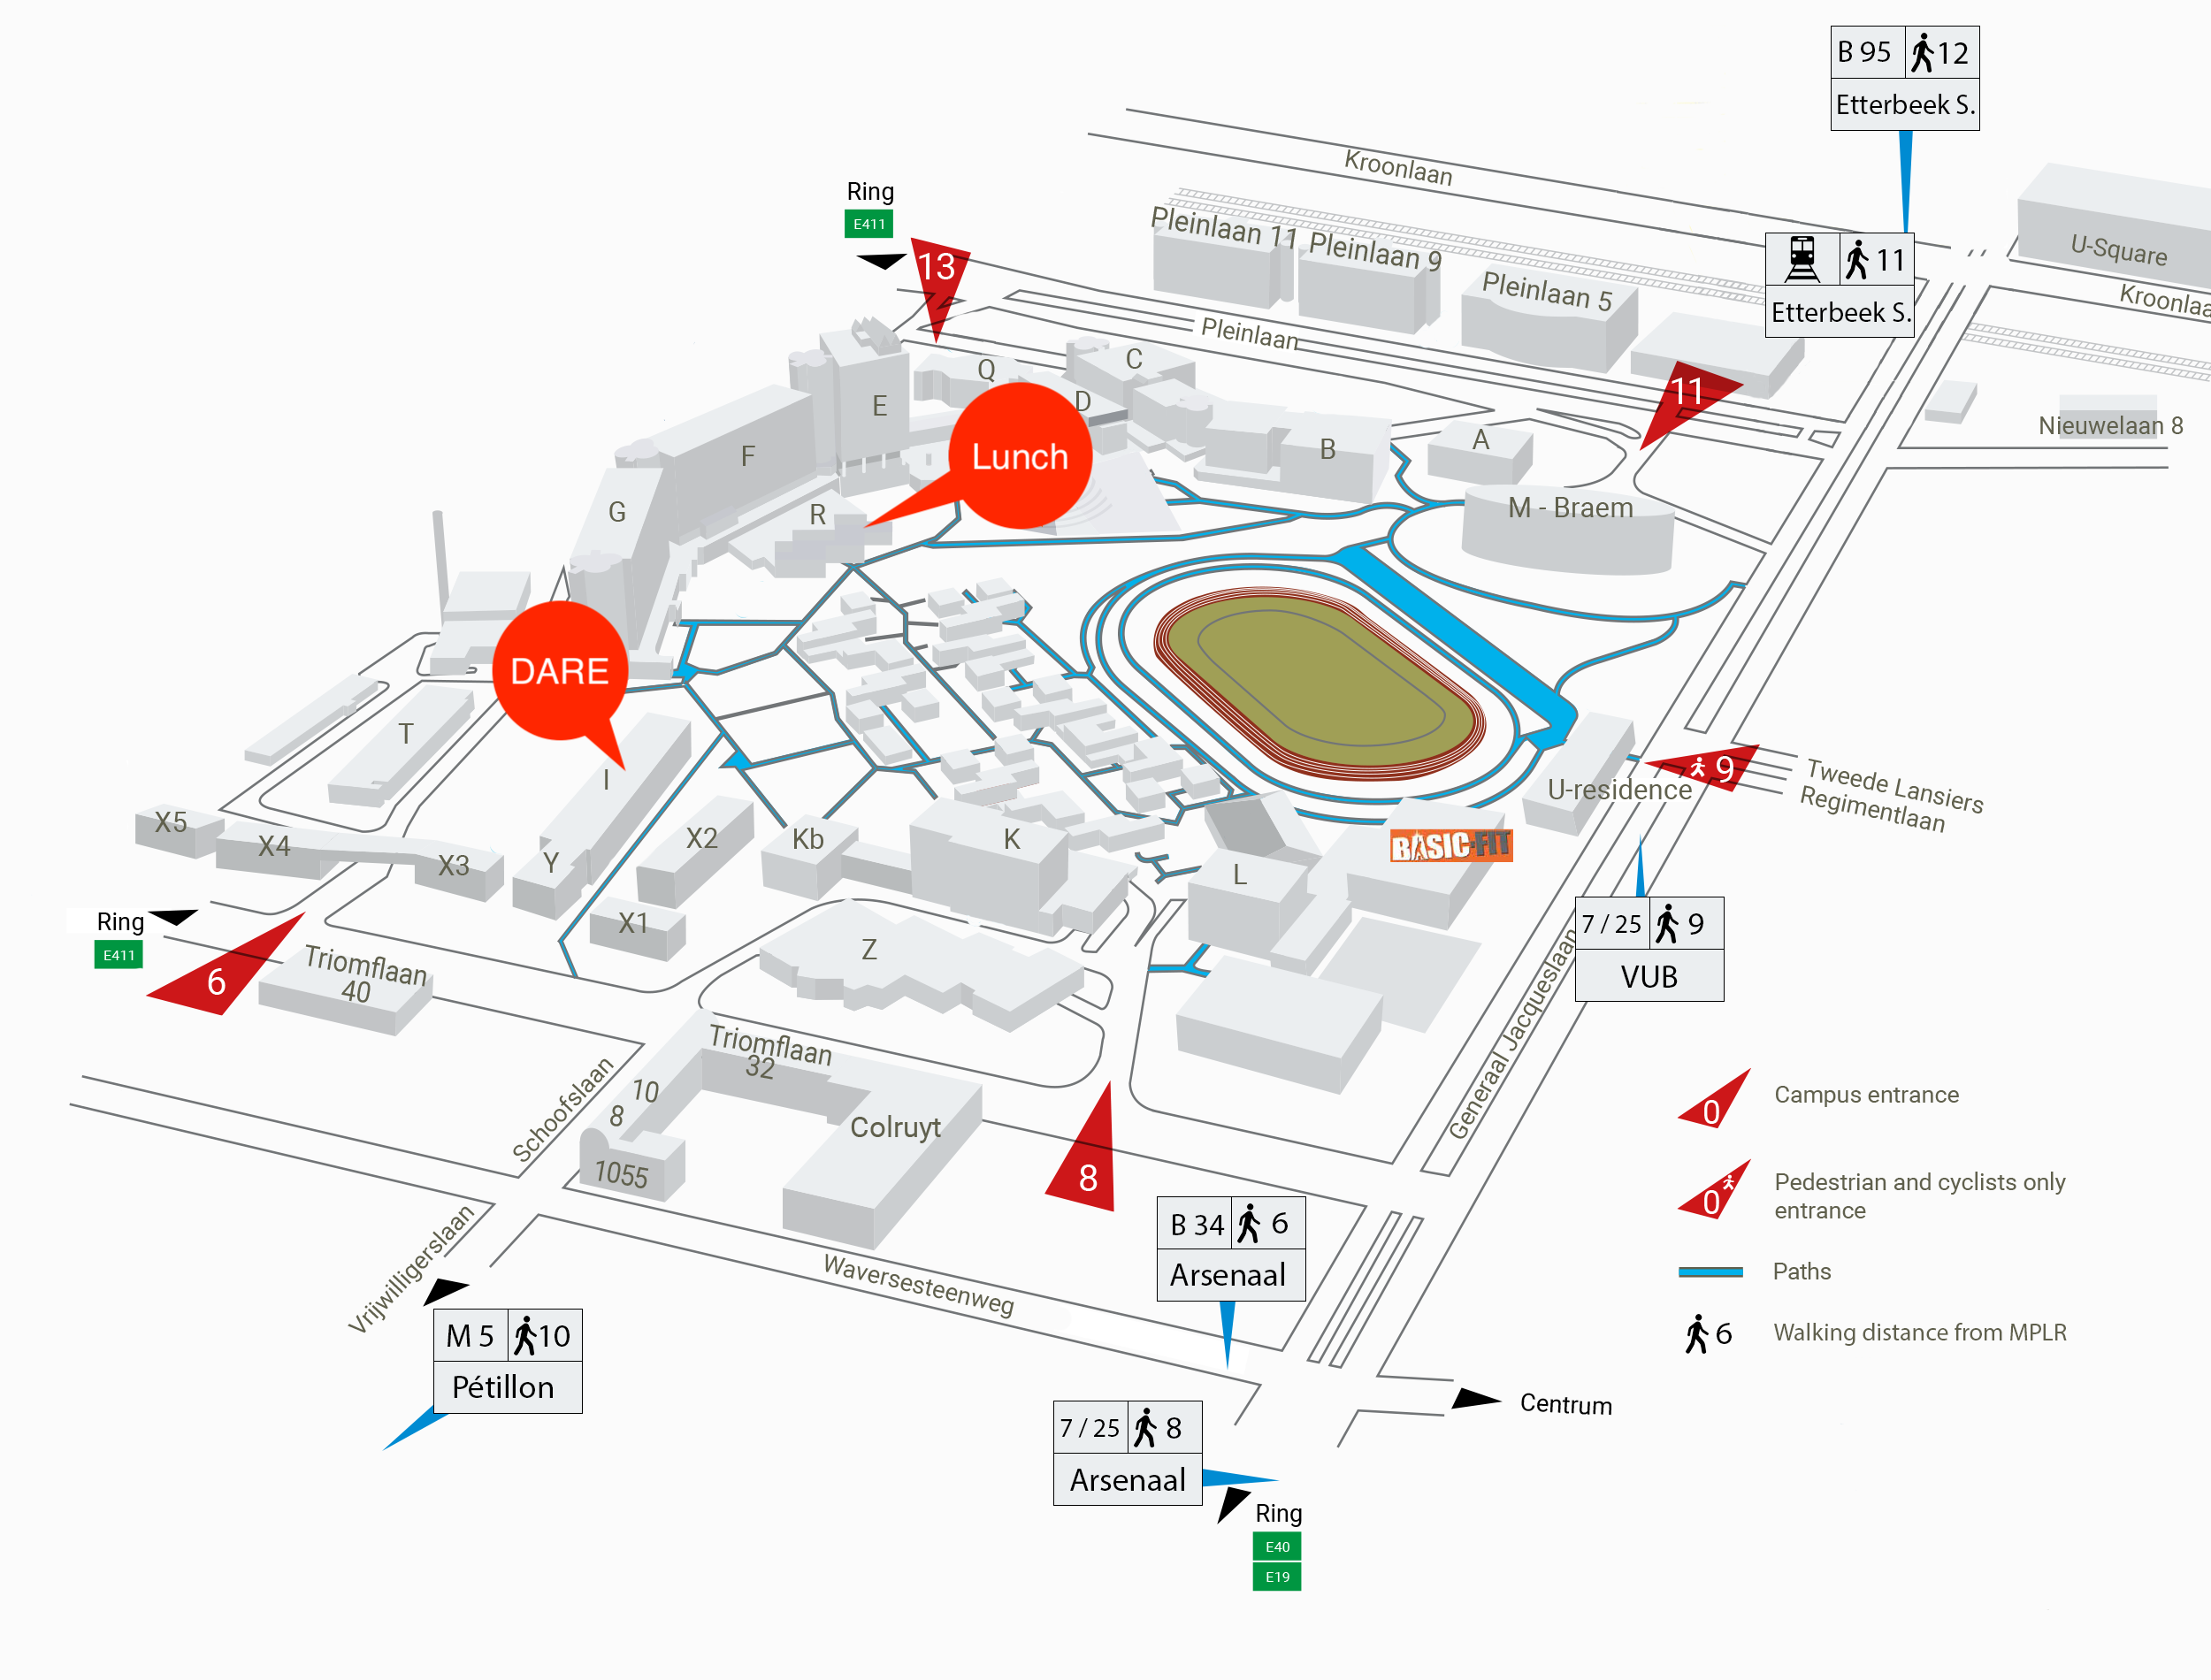 B 95
12
Etterbeek S.
Kroonlaan
Ring
E411
13
Pleinlaan 11
Pleinlaan 9
Pleinlaan 5
11
Etterbeek S.
U-Square
Kroonlaa
Pleinlaan
Q
C
D
E
11
Nieuwelaan 8
Lunch
B
A
F
G
R
M - Braem
DARE
T
I
U-residence
9
Tweede Lansiers
Regimentlaan
X5
X4
X3
Y
X2
Kb
K
L
BASIC-FIT
X1
Z
Ring
E411
6
Triomflaan
40
7 / 25
9
VUB
Generaal Jacqueslaan
Triomflaan
32
10
8
1055
Schoofslaan
Colruyt
8
0
Campus entrance
0
Pedestrian and cyclists only
entrance
Paths
6
Walking distance from MPLR
Vrijwilligerslaan
Waversesteenweg
B 34
6
Arsenaal
M 5
10
Pétillon
Centrum
7 / 25
8
Arsenaal
Ring
E40
E19